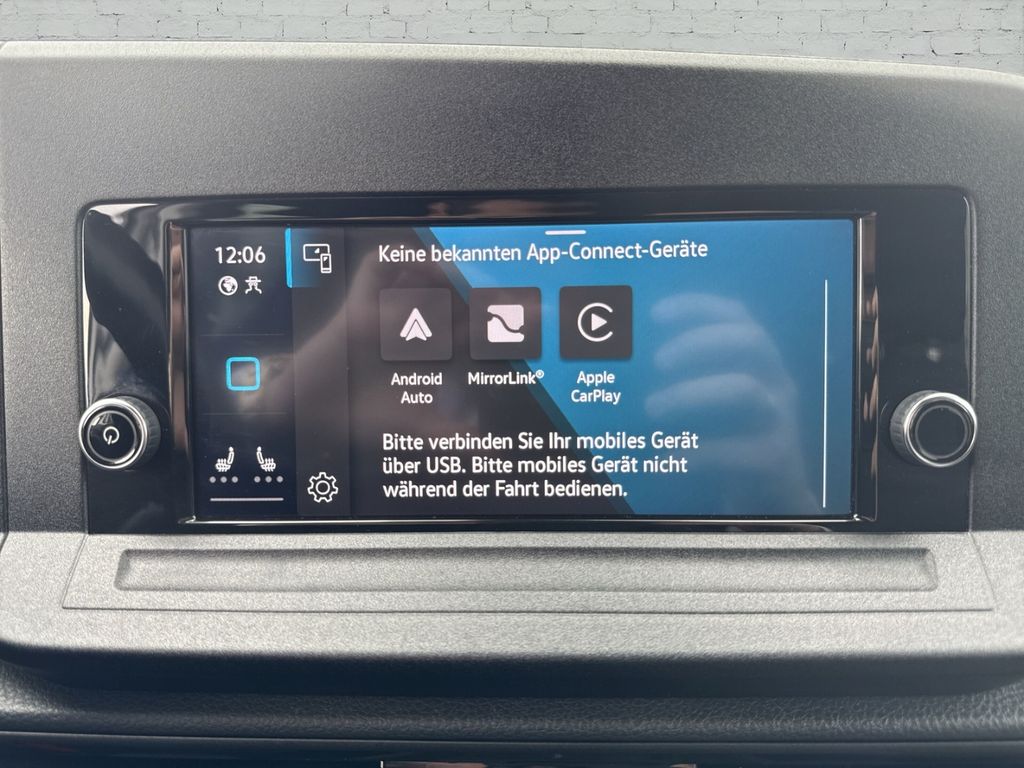 12:06
Keine bekannten App-Connect-Geräte
Android
Auto
MirrorLink®
Apple
CarPlay
Bitte verbinden Sie Ihr mobiles Gerät
über USB. Bitte mobiles Gerät nicht
während der Fahrt bedienen.